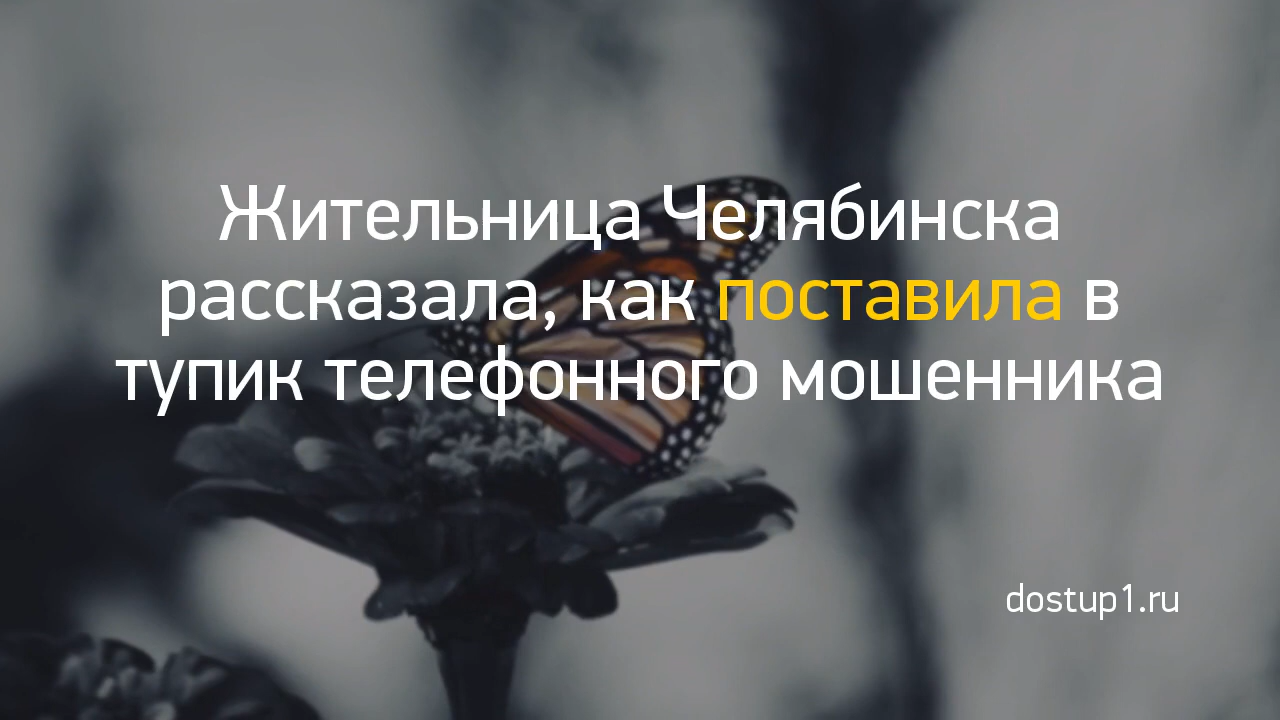 Жительница Челябинска
рассказала, как поставила в
тупик телефонного мошенника
dostup1.ru